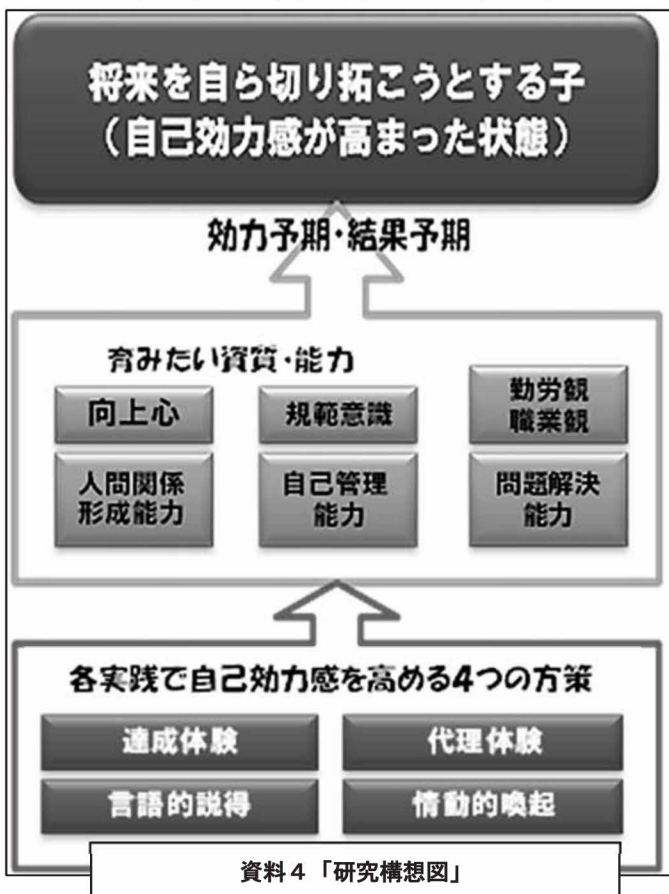 将来を自ら切り拓こうとする子
（自己効力感が高まった状態）
効力予期・結果予期
育みたい資質・能力
向上心
規範意識
勤労観
職業観
人間関係
形成能力
自己管理
能力
問題解決
能力
各実践で自己効力感を高める4つの方策
達成体験
代理体験
言語的説得
情動的喚起
資料４「研究構想図」